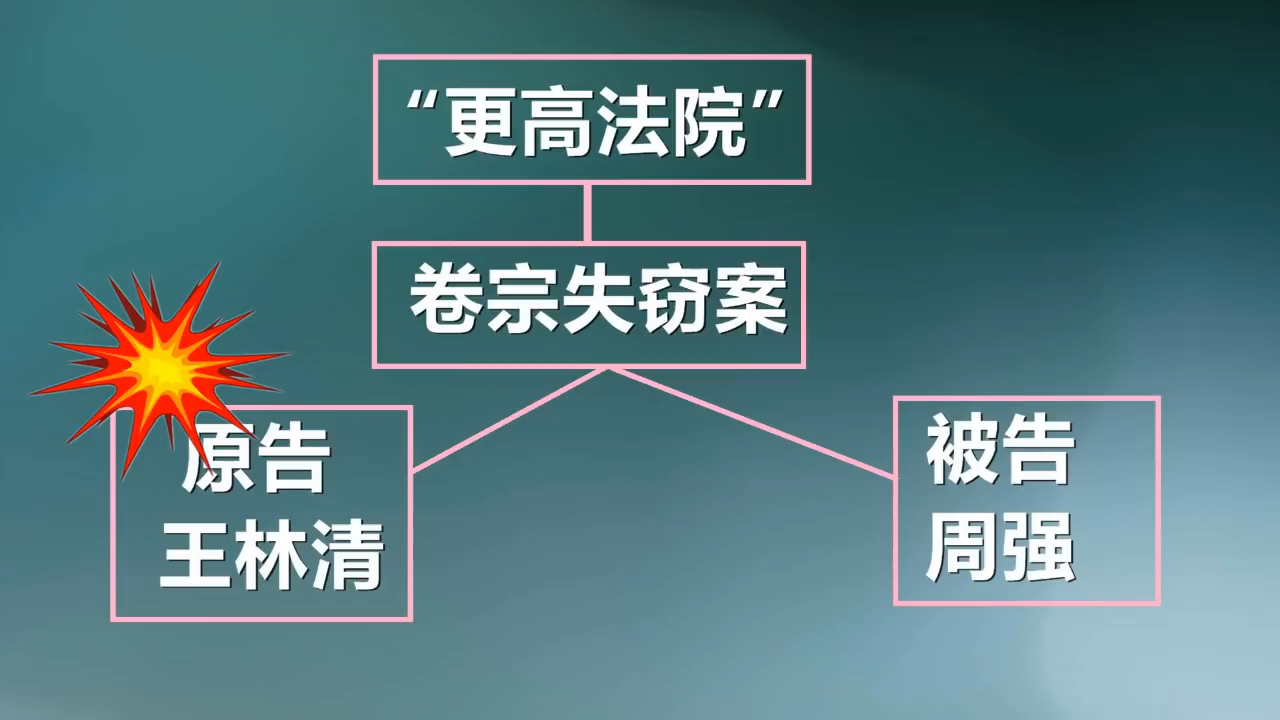 “更高法院”
卷宗失窃案
原告
王林清
被告
周强